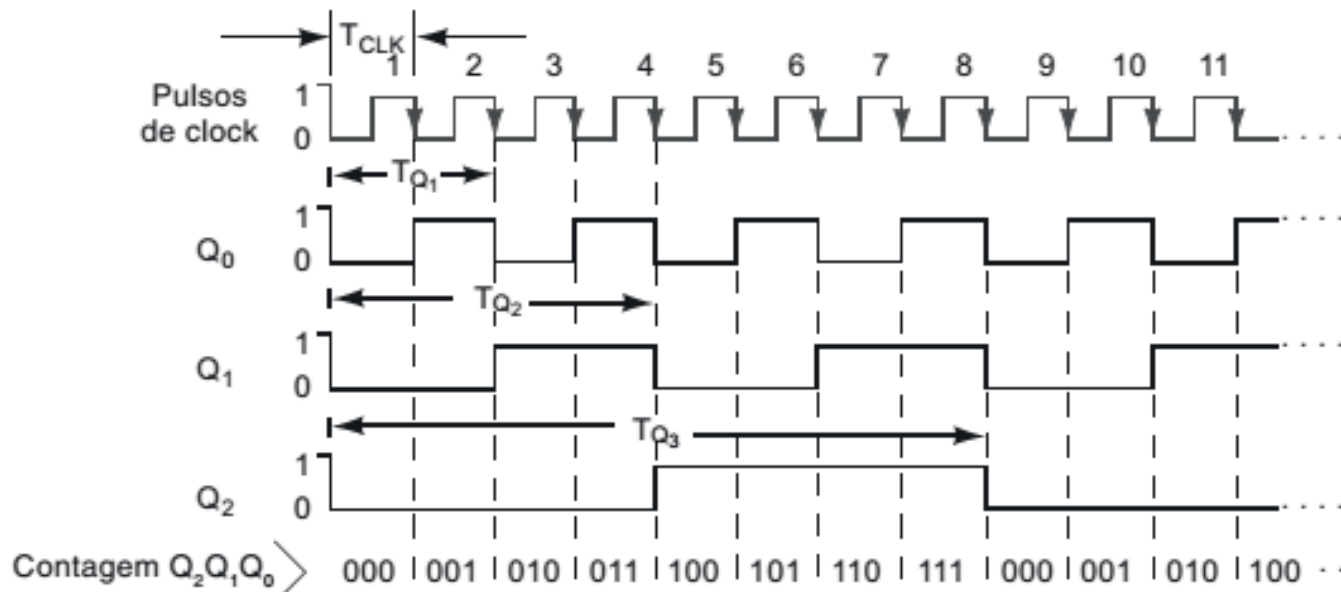 T_CLK
1 2 3 4 5 6 7 8 9 10 11
Pulsos
de clock
1
0
T_Q₁
Q₀
1
0
T_Q₂
Q₁
1
0
T_Q₃
Q₂
1
0
Contagem Q₂Q₁Q₀ 000 001 010 011 100 101 110 111 000 001 010 100